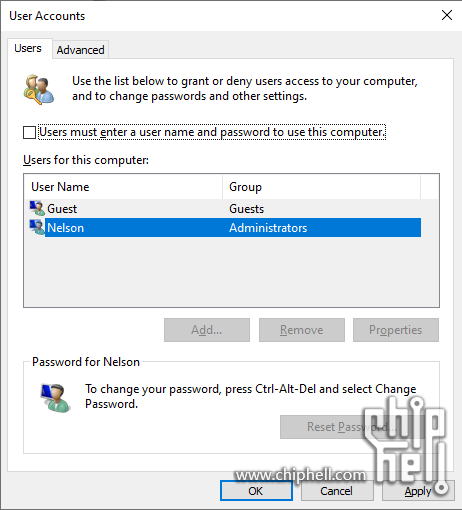 User Accounts
Users Advanced
Use the list below to grant or deny users access to your computer,
and to change passwords and other settings.
Users must enter a user name and password to use this computer.
Users for this computer:
User Name Group
Guest Guests
Nelson Administrators
Add... Remove Properties
Password for Nelson
To change your password, press Ctrl-Alt-Del and select Change
Password.
Reset Password...
chip
hell
www.chiphell.com
OK Cancel Apply